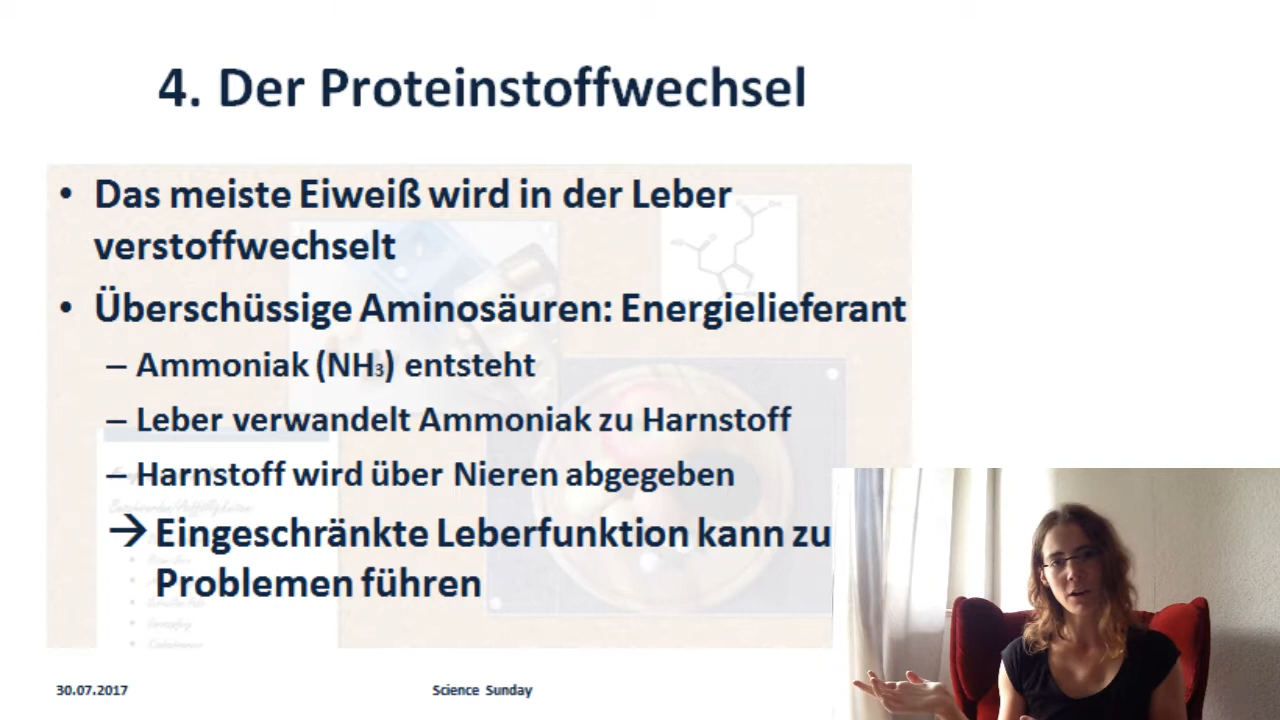 4. Der Proteinstoffwechsel
• Das meiste Eiweiß wird in der Leber
verstoffwechselt
• Überschüssige Aminosäuren: Energielieferant
– Ammoniak (NH₃) entsteht
– Leber verwandelt Ammoniak zu Harnstoff
– Harnstoff wird über Nieren abgegeben
→ Eingeschränkte Leberfunktion kann zu
Problemen führen
30.07.2017
Science Sunday